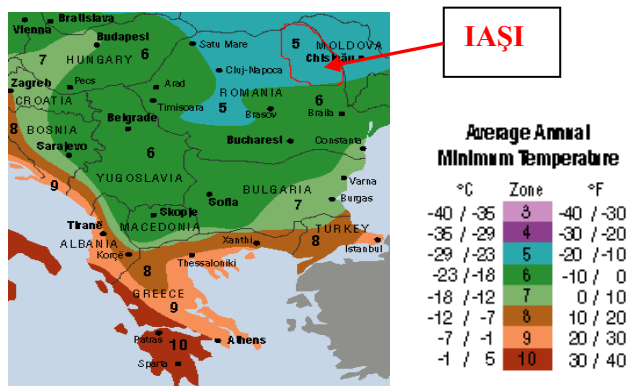 IAŞI
Bratislava
Vienna
Budapest
Satu Mare
5
MOLDOVA
6
7
HUNGARY
Chisinău
Cluj-Napoca
Zagreb
Pecs
Arad
ROMANIA
CROATIA
Timisoara
5
6
8
BOSNIA
Belgrade
Brasov
Braila
Sarajevo
6
Bucharest
Constanta
9
YUGOSLAVIA
BULGARIA
Varna
Sofia
7
Burgas
Skopje
Tiranë
MACEDONIA
TURKEY
ALBANIA
Xanthi
8
Korçë
Istanbul
8
Thessaloniki
GREECE
9
Patras
10
Athens
Sparta
Average Annual
Minimum Temperature
°C Zone °F
-40 / -35 3 -40 / -30
-35 / -29 4 -30 / -20
-29 / -23 5 -20 / -10
-23 / -18 6 -10 / 0
-18 / -12 7 0 / 10
-12 / -7 8 10 / 20
-7 / -1 9 20 / 30
-1 / 5 10 30 / 40